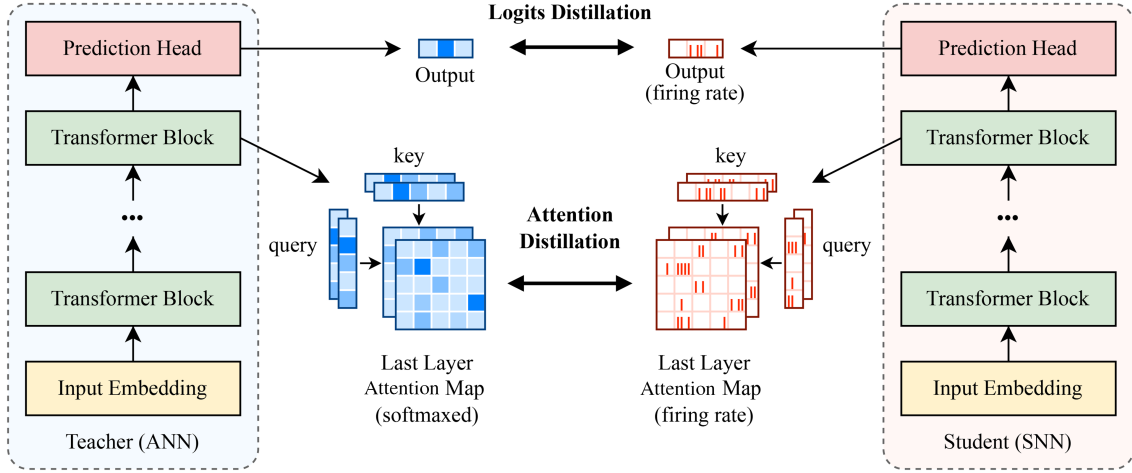 Logits Distillation
Prediction Head
Output
Output
(firing rate)
Prediction Head
Transformer Block
key
key
Transformer Block
...
query
Attention
Distillation
query
...
Transformer Block
Transformer Block
Input Embedding
Last Layer
Attention Map
(softmaxed)
Last Layer
Attention Map
(firing rate)
Input Embedding
Teacher (ANN)
Student (SNN)